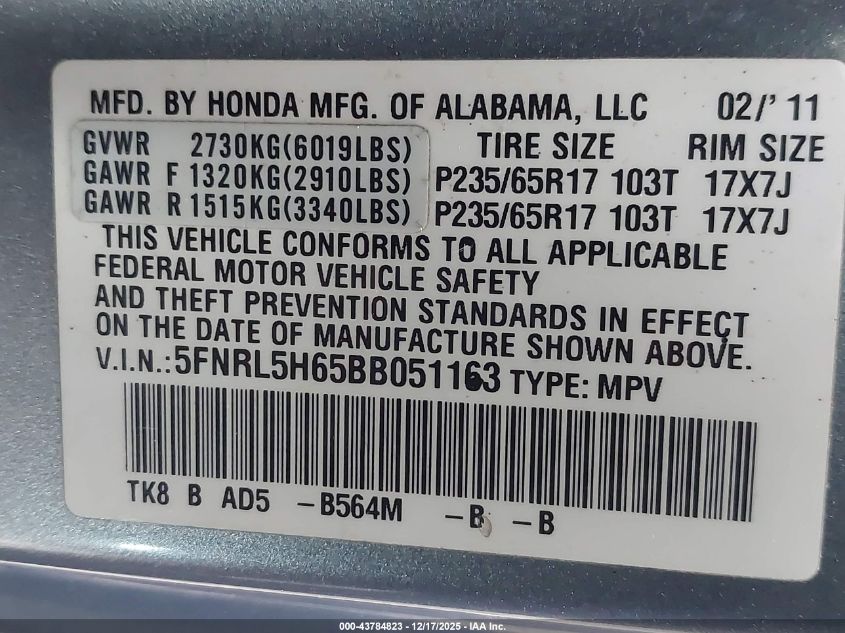 MFD. BY HONDA MFG. OF ALABAMA, LLC 02/' 11
GVWR 2730KG(6019LBS) TIRE SIZE RIM SIZE
GAWR F 1320KG(2910LBS) P235/65R17 103T 17X7J
GAWR R 1515KG(3340LBS) P235/65R17 103T 17X7J
THIS VEHICLE CONFORMS TO ALL APPLICABLE
FEDERAL MOTOR VEHICLE SAFETY
AND THEFT PREVENTION STANDARDS IN EFFECT
ON THE DATE OF MANUFACTURE SHOWN ABOVE.
V.I.N.:5FNRL5H65BB051163 TYPE: MPV
TK8 B AD5 -B564M -B -B
000-43784823 - 12/17/2025 - IAA Inc.